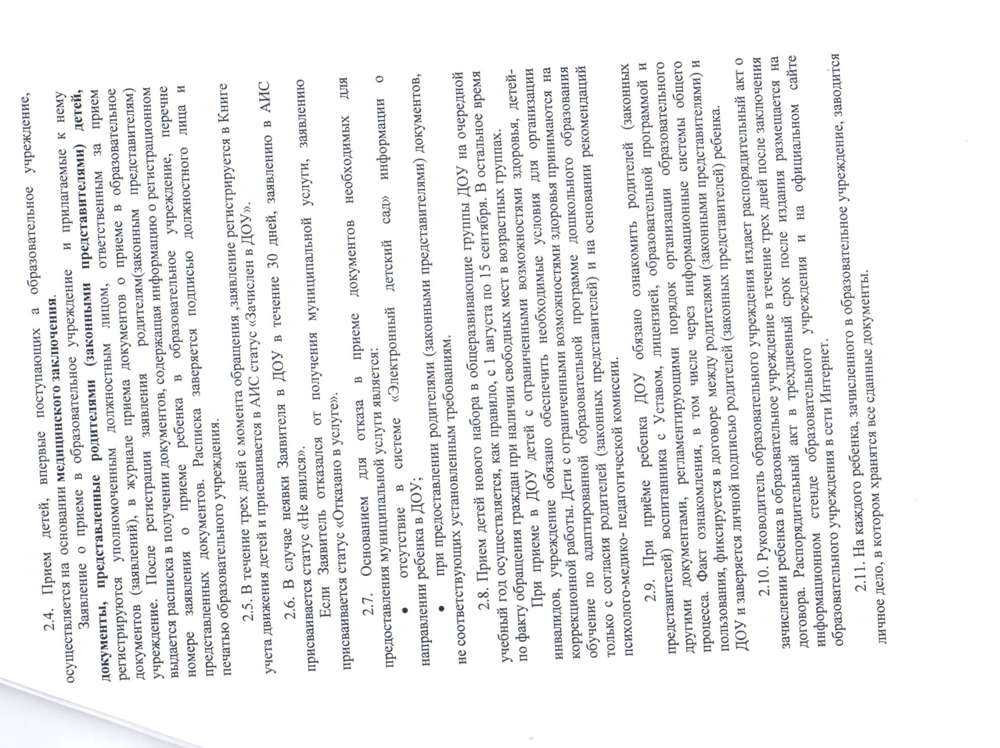 2.4. Прием детей, впервые поступающих а образовательное учреждение,
осуществляется на основании медицинского заключения.
Заявление о приеме в образовательное учреждение и прилагаемые к нему
документы, представленные родителями (законными представителями) детей,
регистрируются уполномоченным должностным лицом, ответственным за прием
документов (заявлений), в журнале приема документов о приеме в образовательное
учреждение. После регистрации заявления родителям(законным представителям)
выдается расписка в получении документов, содержащая информацию о регистрационном
номере заявления о приеме ребенка в образовательное учреждение, перечне
представленных документов. Расписка заверяется подписью должностного лица и
печатью образовательного учреждения.
2.5. В течение трех дней с момента обращения ,заявление регистрируется в Книге
учета движения детей и присваивается в АИС статус «Зачислен в ДОУ».
2.6. В случае неявки Заявителя в ДОУ в течение 30 дней, заявлению в АИС
присваивается статус «Не явился».
Если Заявитель отказался от получения муниципальной услуги, заявлению
присваивается статус «Отказано в услуге».
2.7. Основанием для отказа в приеме документов необходимых для
предоставления муниципальной услуги является:
• отсутствие в системе «Электронный детский сад» информации о
направлении ребенка в ДОУ;
• при предоставлении родителями (законными представителями) документов,
не соответствующих установленным требованиям.
2.8. Прием детей нового набора в общеразвивающие группы ДОУ на очередной
учебный год осуществляется, как правило, с 1 августа по 15 сентября. В остальное время
по факту обращения граждан при наличии свободных мест в возрастных группах.
При приеме в ДОУ детей с ограниченными возможностями здоровья, детей-
инвалидов, учреждение обязано обеспечить необходимые условия для организации
коррекционной работы. Дети с ограниченными возможностями здоровья принимаются на
обучение по адаптированной образовательной программе дошкольного образования
только с согласия родителей (законных представителей) и на основании рекомендаций
психолого-медико- педагогической комиссии.
2.9. При приёме ребенка ДОУ обязано ознакомить родителей (законных
представителей) воспитанника с Уставом, лицензией, образовательной программой и
другими документами, регламентирующими порядок организации образовательного
процесса. Факт ознакомления, в том числе через информационные системы общего
пользования, фиксируется в договоре между родителями (законными представителями) и
ДОУ и заверяется личной подписью родителей (законных представителей) ребенка.
2.10. Руководитель образовательного учреждения издает распорядительный акт о
зачислении ребенка в образовательное учреждение в течение трех дней после заключения
договора. Распорядительный акт в трехдневный срок после издания размещается на
информационном стенде образовательного учреждения и на официальном сайте
образовательного учреждения в сети Интернет.
2.11. На каждого ребенка, зачисленного в образовательное учреждение, заводится
личное дело, в котором хранятся все сданные документы.